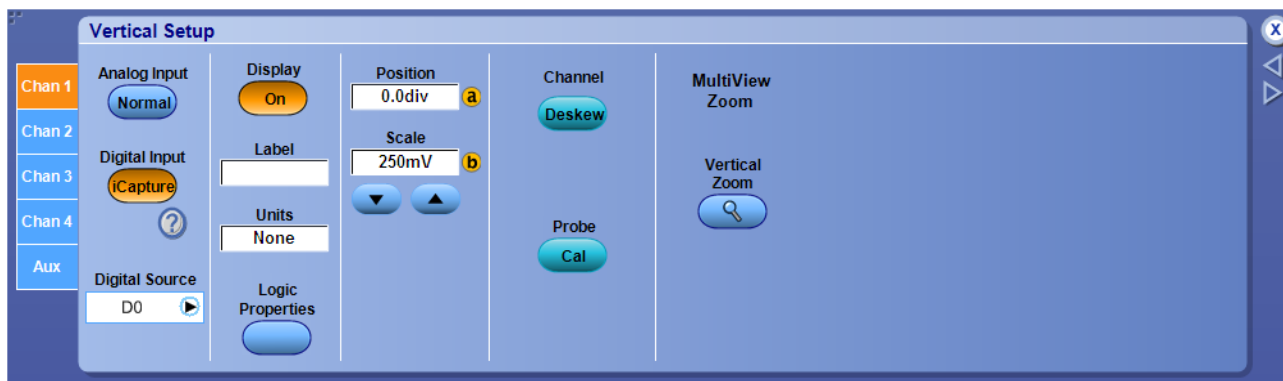 Vertical Setup
X
Chan 1
Chan 2
Chan 3
Chan 4
Aux
Analog Input
Normal
Digital Input
iCapture
?
Digital Source
D0
Display
On
Label
Units
None
Logic
Properties
Position
0.0div
a
Scale
250mV
b
Channel
Deskew
Probe
Cal
MultiView
Zoom
Vertical
Zoom